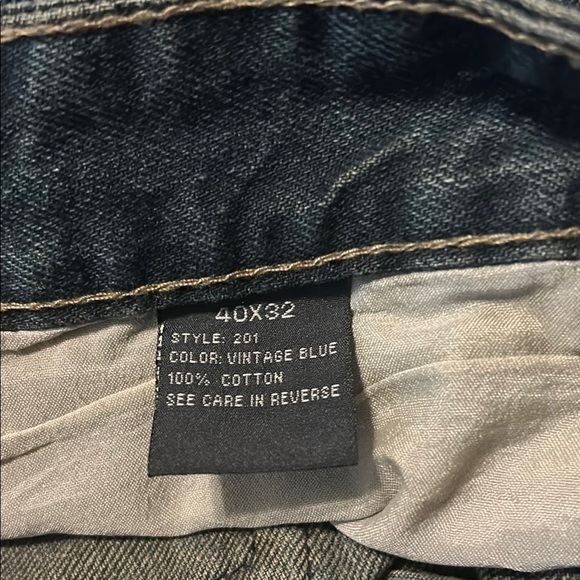 40X32
STYLE: 201
COLOR: VINTAGE BLUE
100% COTTON
SEE CARE IN REVERSE